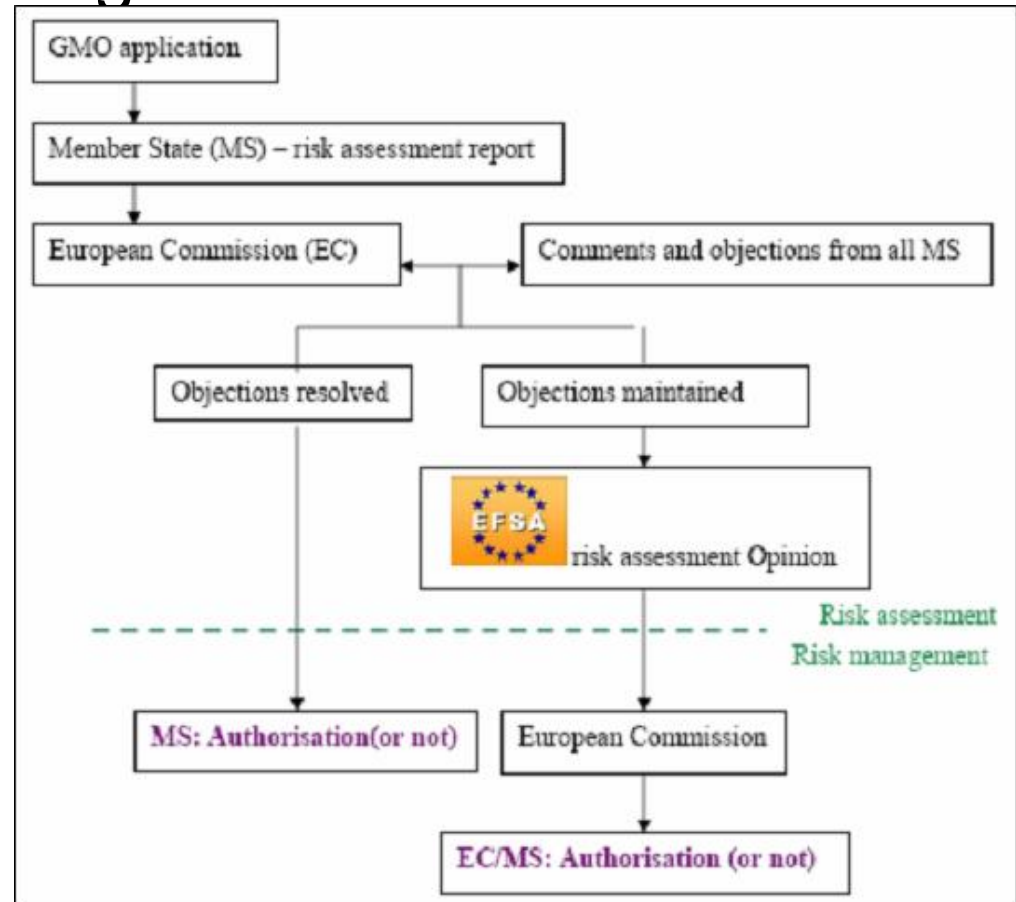 GMO application
Member State (MS) – risk assessment report
European Commission (EC)
Comments and objections from all MS
Objections resolved
Objections maintained
EFSA
risk assessment Opinion
Risk assessment
Risk management
MS: Authorisation(or not)
European Commission
EC/MS: Authorisation (or not)